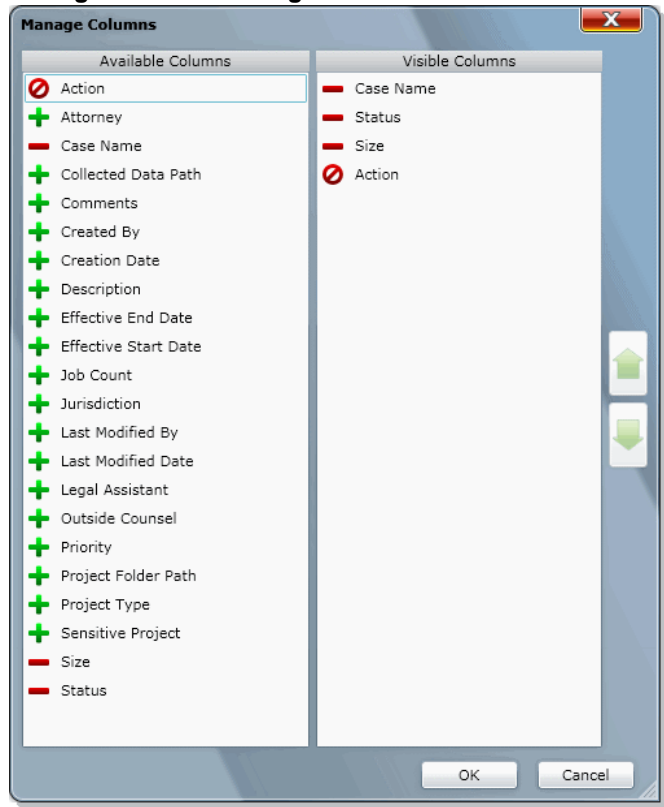 Manage Columns
Available Columns
Action
Attorney
Case Name
Collected Data Path
Comments
Created By
Creation Date
Description
Effective End Date
Effective Start Date
Job Count
Jurisdiction
Last Modified By
Last Modified Date
Legal Assistant
Outside Counsel
Priority
Project Folder Path
Project Type
Sensitive Project
Size
Status
Visible Columns
Case Name
Status
Size
Action
OK
Cancel